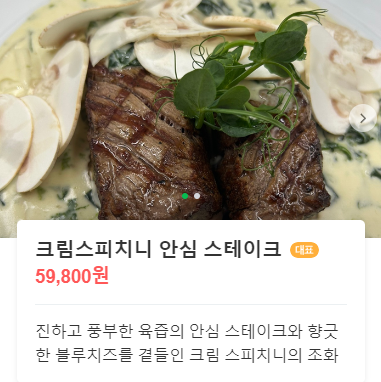 크림스피치니 안심 스테이크 대표
59,800원
진하고 풍부한 육즙의 안심 스테이크와 향긋
한 블루치즈를 곁들인 크림 스피치니의 조화